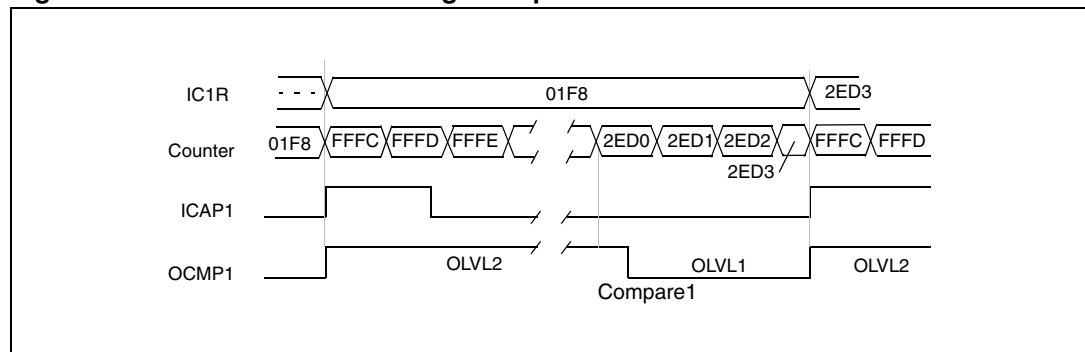 IC1R - - - 01F8 2ED3
Counter 01F8 FFFC FFFD FFFE 2ED0 2ED1 2ED2 FFFC FFFD
2ED3
ICAP1
OCMP1 OLVL2 OLVL1 OLVL2
Compare1